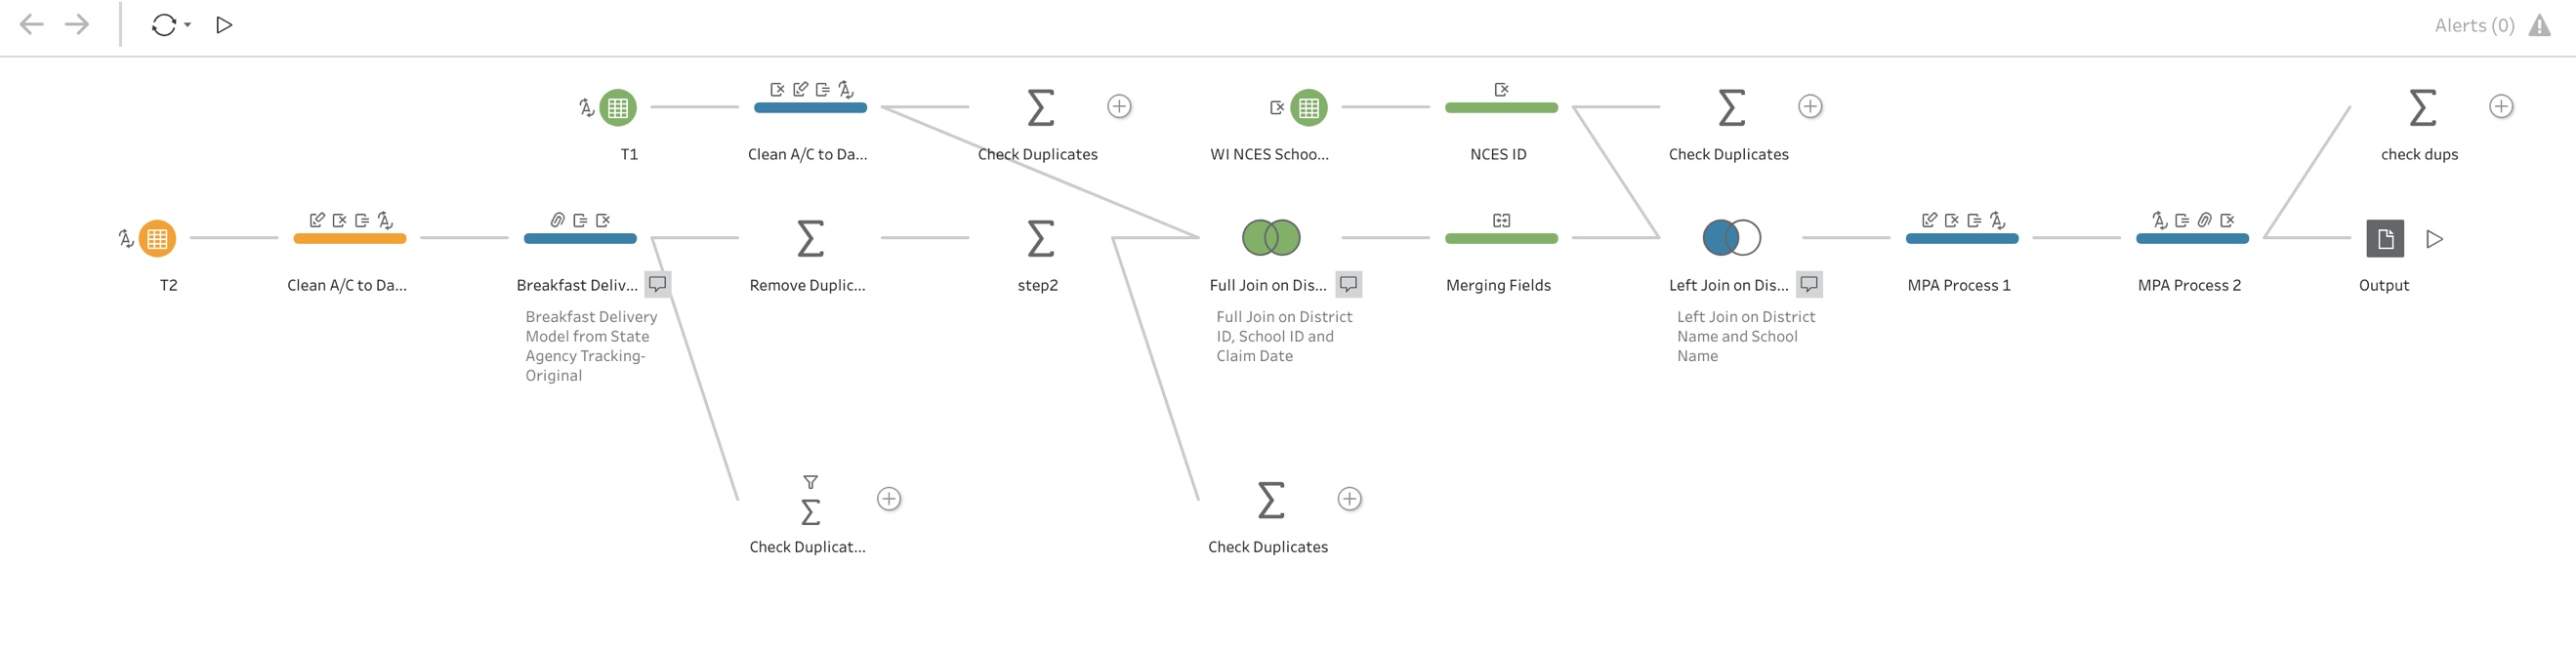 Alerts (0)
T1
Clean A/C to Da...
Check Duplicates
WI NCES Schoo...
NCES ID
Check Duplicates
check dups
T2
Clean A/C to Da...
Breakfast Deliv...
Breakfast Delivery
Model from State
Agency Tracking-
Original
Remove Duplic...
step2
Full Join on Dis...
Full Join on District
ID, School ID and
Claim Date
Merging Fields
Left Join on Dis...
Left Join on District
Name and School
Name
MPA Process 1
MPA Process 2
Output
Check Duplicat...
Check Duplicates